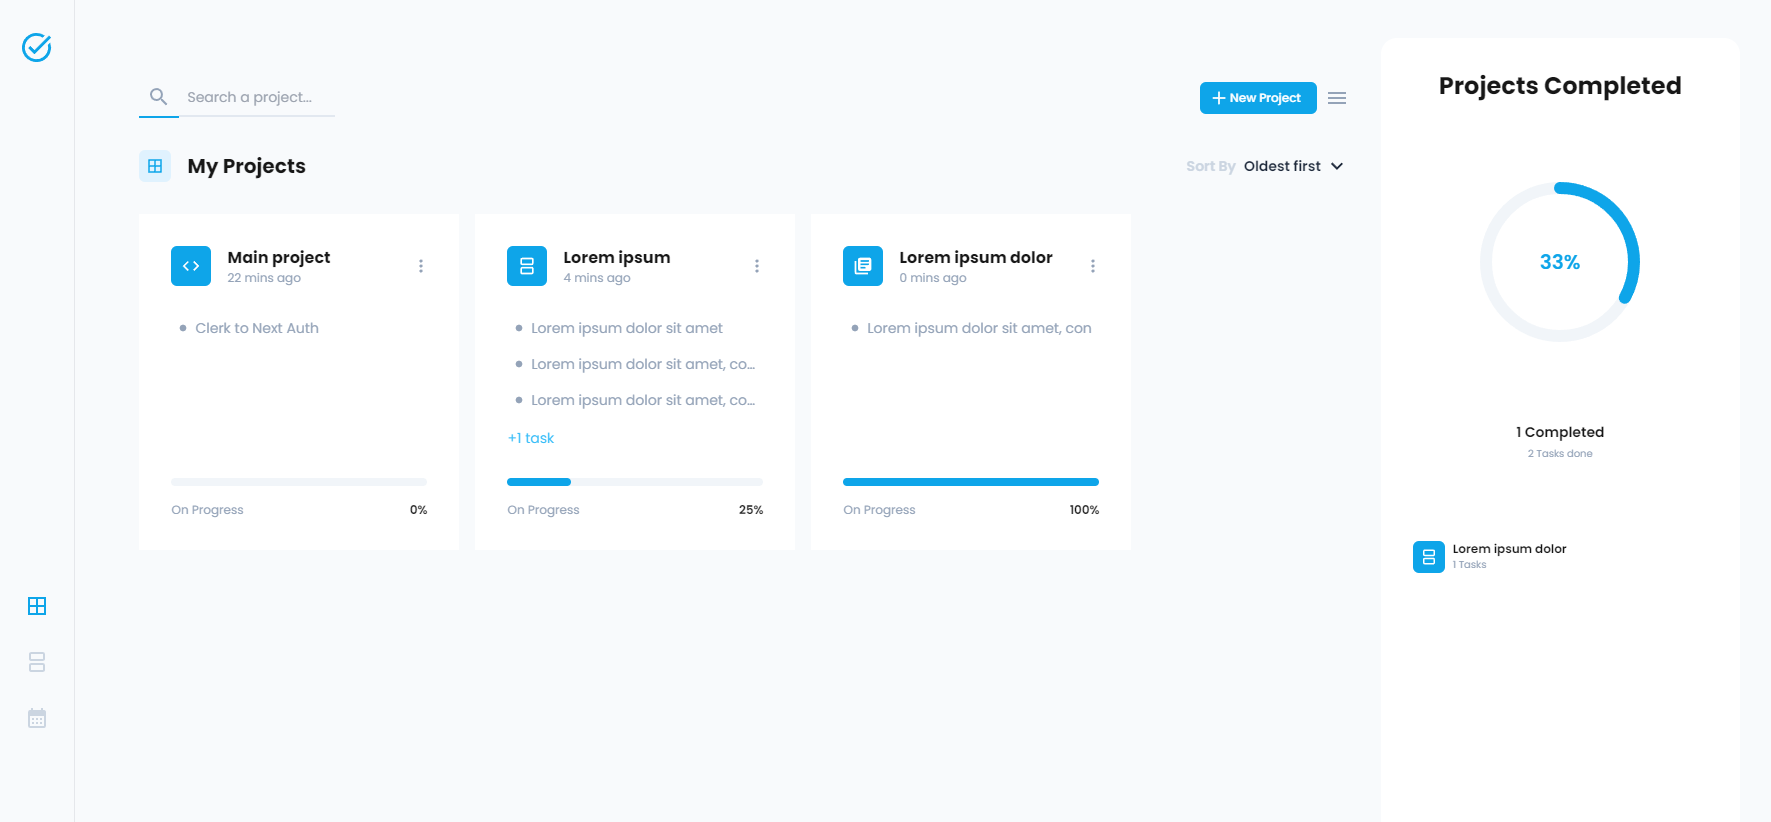 Search a project...
New Project
My Projects
Sort By Oldest first
Main project
22 mins ago
Clerk to Next Auth
On Progress 0%
Lorem ipsum
4 mins ago
Lorem ipsum dolor sit amet
Lorem ipsum dolor sit amet, co...
Lorem ipsum dolor sit amet, co...
+1 task
On Progress 25%
Lorem ipsum dolor
0 mins ago
Lorem ipsum dolor sit amet, con
On Progress 100%
Projects Completed
33%
1 Completed
2 Tasks done
Lorem ipsum dolor
1 Tasks